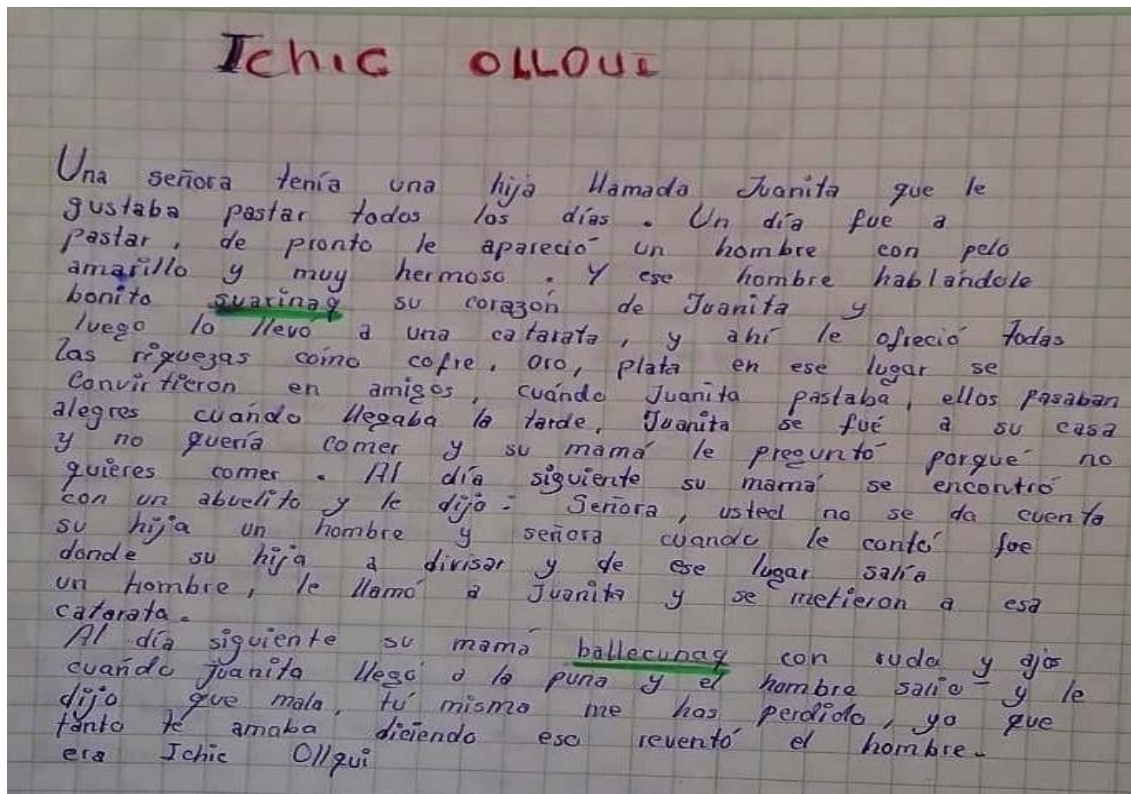 Ichic OLLQUI
Una señora tenía una hija llamada Juanita que le
gustaba pastar todos los días. Un día fue a
pastar, de pronto le apareció un hombre con pelo
amarillo y muy hermoso. Y ese hombre hablándole
bonito suarinaq su corazón de Juanita y
luego lo llevó a una catarata, y ahí le ofreció todas
las riquezas como cofre, oro, plata en ese lugar se
Convirtieron en amigos, cuándo Juanita pastaba, ellos pasaban
alegres cuándo llegaba la tarde, Juanita se fué a su casa
y no quería comer y su mamá le preguntó porqué no
quieres comer. Al día siguiente su mamá se encontró
con un abuelito y le dijo: Señora, usted no se da cuenta
su hija un hombre y señora cuando le contó fue
donde su hija a divisar y de ese lugar salía
un hombre, le llamó a Juanita y se metieron a esa
catarata.
Al día siguiente su mamá ballecunaq con ruda y ajos
cuándo Juanita llegó a la puna y el hombre salió y le
dijo que mala, tú misma me has perdido, yo que
tánto te amaba diciendo eso reventó el hombre.
era Ichic Ollqui